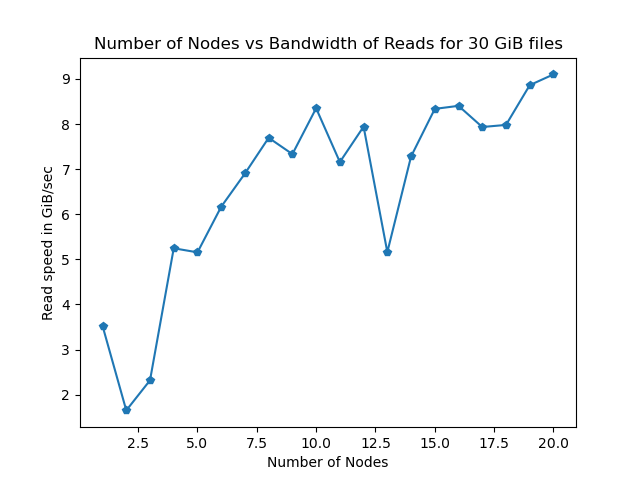 Number of Nodes vs Bandwidth of Reads for 30 GiB files
9
8
7
6
5
4
3
2
Read speed in GiB/sec
2.5 5.0 7.5 10.0 12.5 15.0 17.5 20.0
Number of Nodes